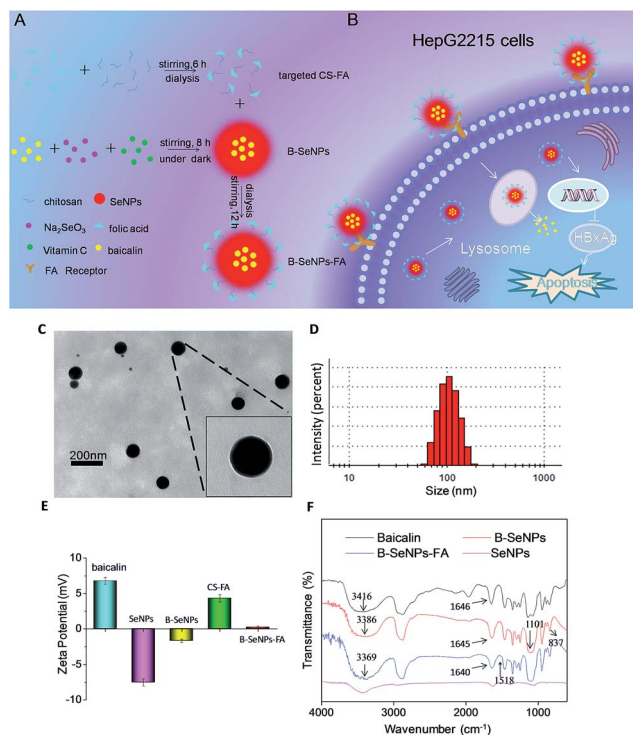 A
stirring,6 h
dialysis
targeted CS-FA
+
+
stirring, 8 h
under dark
B-SeNPs
+
+
dialysis
stirring,12 h
B-SeNPs-FA
chitosan
SeNPs
Na2SeO3
folic acid
Vitamin C
baicalin
FA Receptor
B
HepG2215 cells
Lysosome
HBxAg
Apoptosis
C
200nm
D
Intensity (percent)
10
100
1000
Size (nm)
E
Zeta Potential (mV)
10
5
0
-5
-10
baicalin
SeNPs
B-SeNPs
CS-FA
B-SeNPs-FA
F
Transmittance (%)
Baicalin
B-SeNPs
B-SeNPs-FA
SeNPs
3416
1646
3386
1101
1645
837
3369
1640
1518
4000
3000
2000
1000
Wavenumber (cm-1)